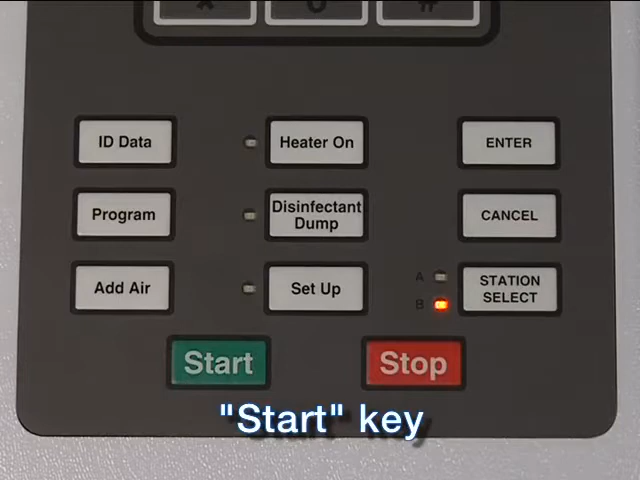 * 0 #
ID Data
Heater On
ENTER
Program
Disinfectant
Dump
CANCEL
Add Air
Set Up
A
B
STATION
SELECT
Start
Stop
"Start" key